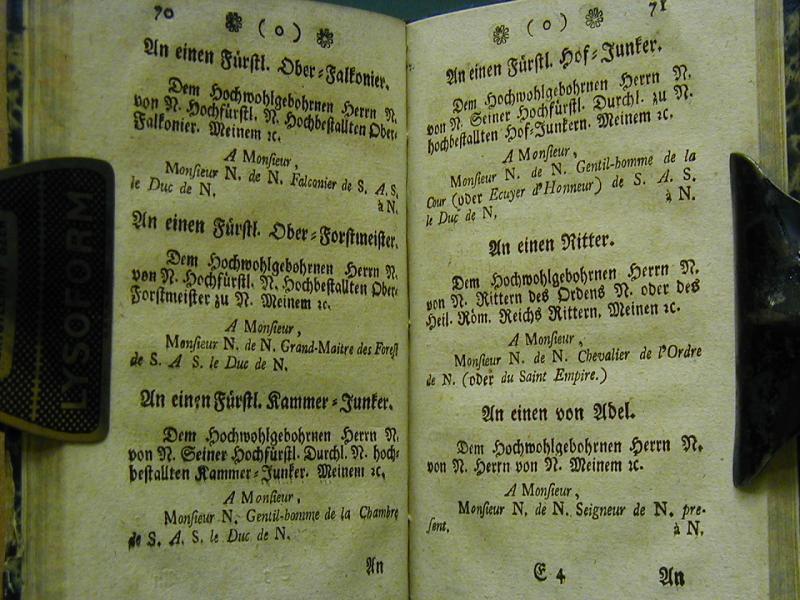 70 ( o )
An einen Fürstl. Ober-Falkonier.
Dem Hochwohlgebohrnen Herrn N.
von N. Hochfürstl. N. Hochbestallten Ober-
Falkonier. Meinem ꝛc.
A Monsieur,
Monsieur N. de N. Falconier de S. A. S.
le Duc de N. à N.
An einen Fürstl. Ober-Forstmeister.
Dem Hochwohlgebohrnen Herrn N.
von N. Hochfürstl. N. Hochbestallten Ober-
Forstmeister zu N. Meinem ꝛc.
A Monsieur,
Monsieur N. de N. Grand-Maitre des Forest
de S. A S. le Duc de N.
An einen Fürstl. Kammer-Junker.
Dem Hochwohlgebohrnen Herrn N.
von N. Seiner Hochfürstl. Durchl. N. hoch-
bestallten Kammer-Junker. Meinem ꝛc.
A Monsieur,
Monsieur N. Gentil-homme de la Chambre
de S. A. S. le Duc de N.
An
( o ) 71
An einen Fürstl. Hof-Junker.
Dem Hochwohlgebohrnen Herrn N.
von N. Seiner Hochfürstl. Durchl. zu N.
hochbestallten Hof-Junkern. Meinem ꝛc.
A Monsieur,
Monsieur N. de N. Gentil-homme de la
Cour (oder Ecuyer d'Honneur) de S. A. S.
le Duc de N. à N.
An einen Ritter.
Dem Hochwohlgebohrnen Herrn N.
von N. Rittern des Ordens N. oder des
Heil. Röm. Reichs Rittern. Meinen ꝛc.
A Monsieur,
Monsieur N. de N. Chevalier de l'Ordre
de N. (oder du Saint Empire.)
An einen von Adel.
Dem Hochwohlgebohrnen Herrn N.
von N. Herrn von N. Meinem ꝛc.
A Monsieur,
Monsieur N. de N. Seigneur de N. pre-
sent. à N.
E 4 An
LYSOFORM